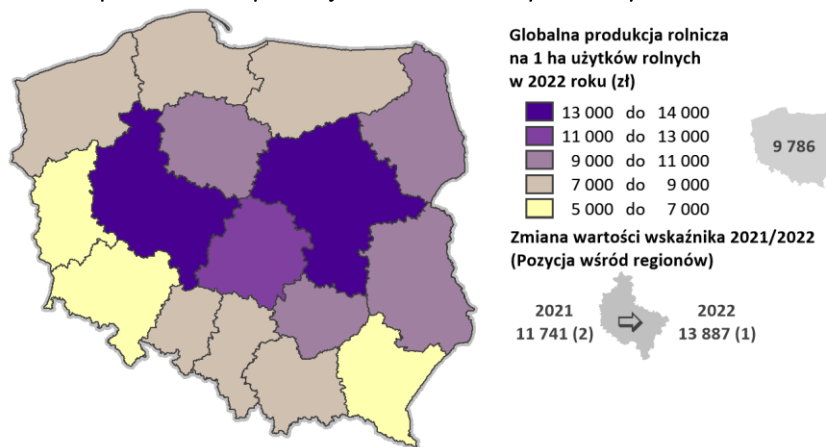 Globalna produkcja rolnicza
na 1 ha użytków rolnych
w 2022 roku (zł)
13 000 do 14 000
11 000 do 13 000
9 000 do 11 000
7 000 do 9 000
5 000 do 7 000
9 786
Zmiana wartości wskaźnika 2021/2022
(Pozycja wśród regionów)
2021 2022
11 741 (2) 13 887 (1)